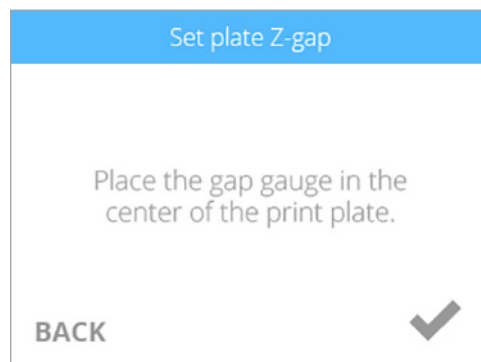 Set plate Z-gap
Place the gap gauge in the
center of the print plate.
BACK